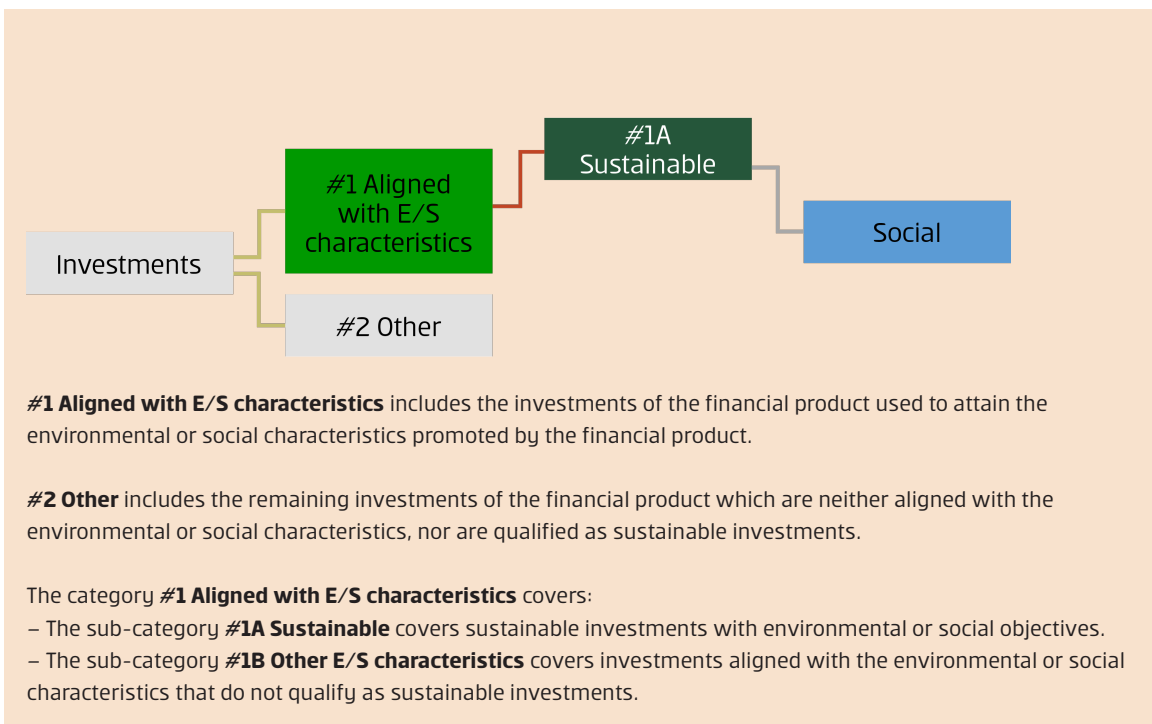 #1A
Sustainable
#1 Aligned
with E/S
characteristics
Social
Investments
#2 Other
#1 Aligned with E/S characteristics includes the investments of the financial product used to attain the
environmental or social characteristics promoted by the financial product.
#2 Other includes the remaining investments of the financial product which are neither aligned with the
environmental or social characteristics, nor are qualified as sustainable investments.
The category #1 Aligned with E/S characteristics covers:
– The sub-category #1A Sustainable covers sustainable investments with environmental or social objectives.
– The sub-category #1B Other E/S characteristics covers investments aligned with the environmental or social
characteristics that do not qualify as sustainable investments.